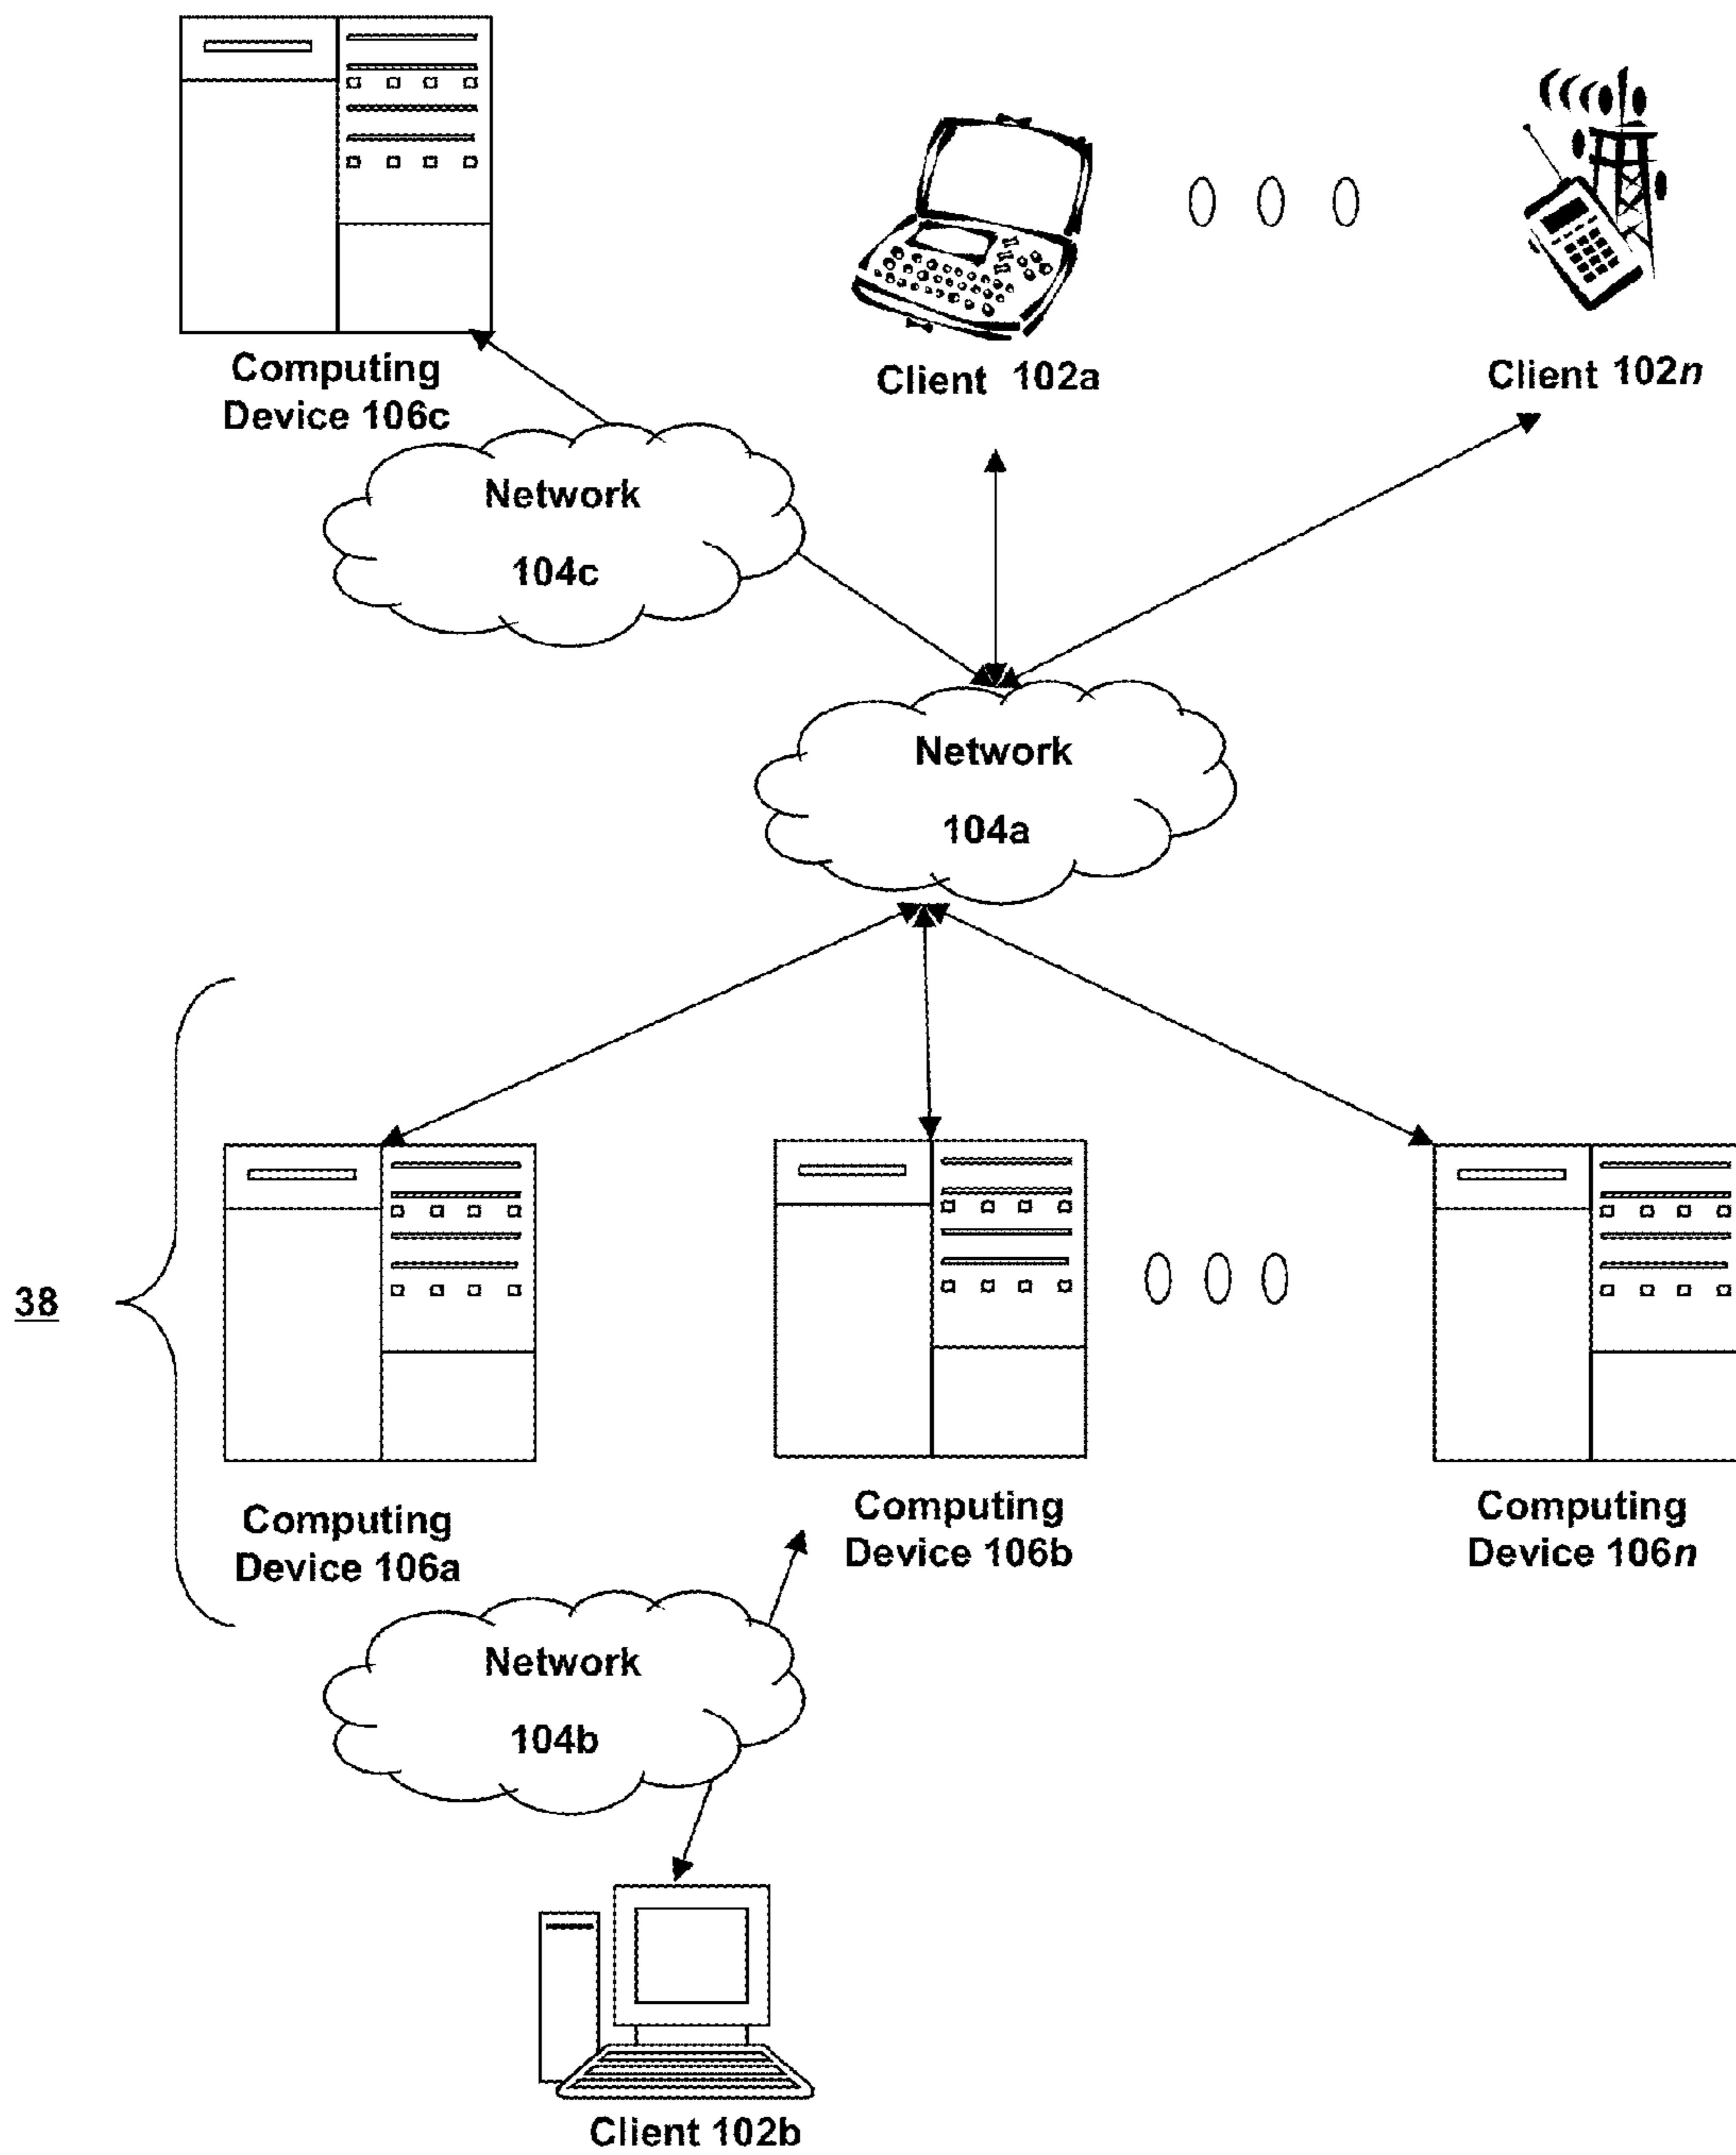 Computing
Device 106c
Client 102a
Client 102n
Network
104c
Network
104a
38
Computing
Device 106a
Computing
Device 106b
Computing
Device 106n
Network
104b
Client 102b